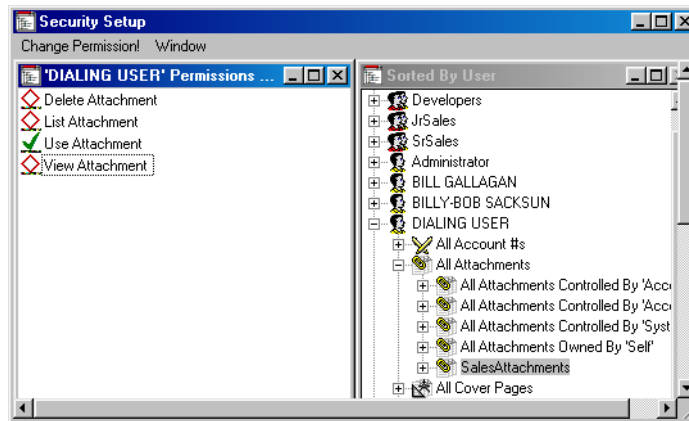 Security Setup
Change Permission! Window
'DIALING USER' Permissions ...
Delete Attachment
List Attachment
Use Attachment
View Attachment
Sorted By User
Developers
JrSales
SrSales
Administrator
BILL GALLAGAN
BILLY-BOB SACKSUN
DIALING USER
All Account #s
All Attachments
All Attachments Controlled By 'Acco
All Attachments Controlled By 'Acco
All Attachments Controlled By 'Syst
All Attachments Owned By 'Self'
SalesAttachments
All Cover Pages